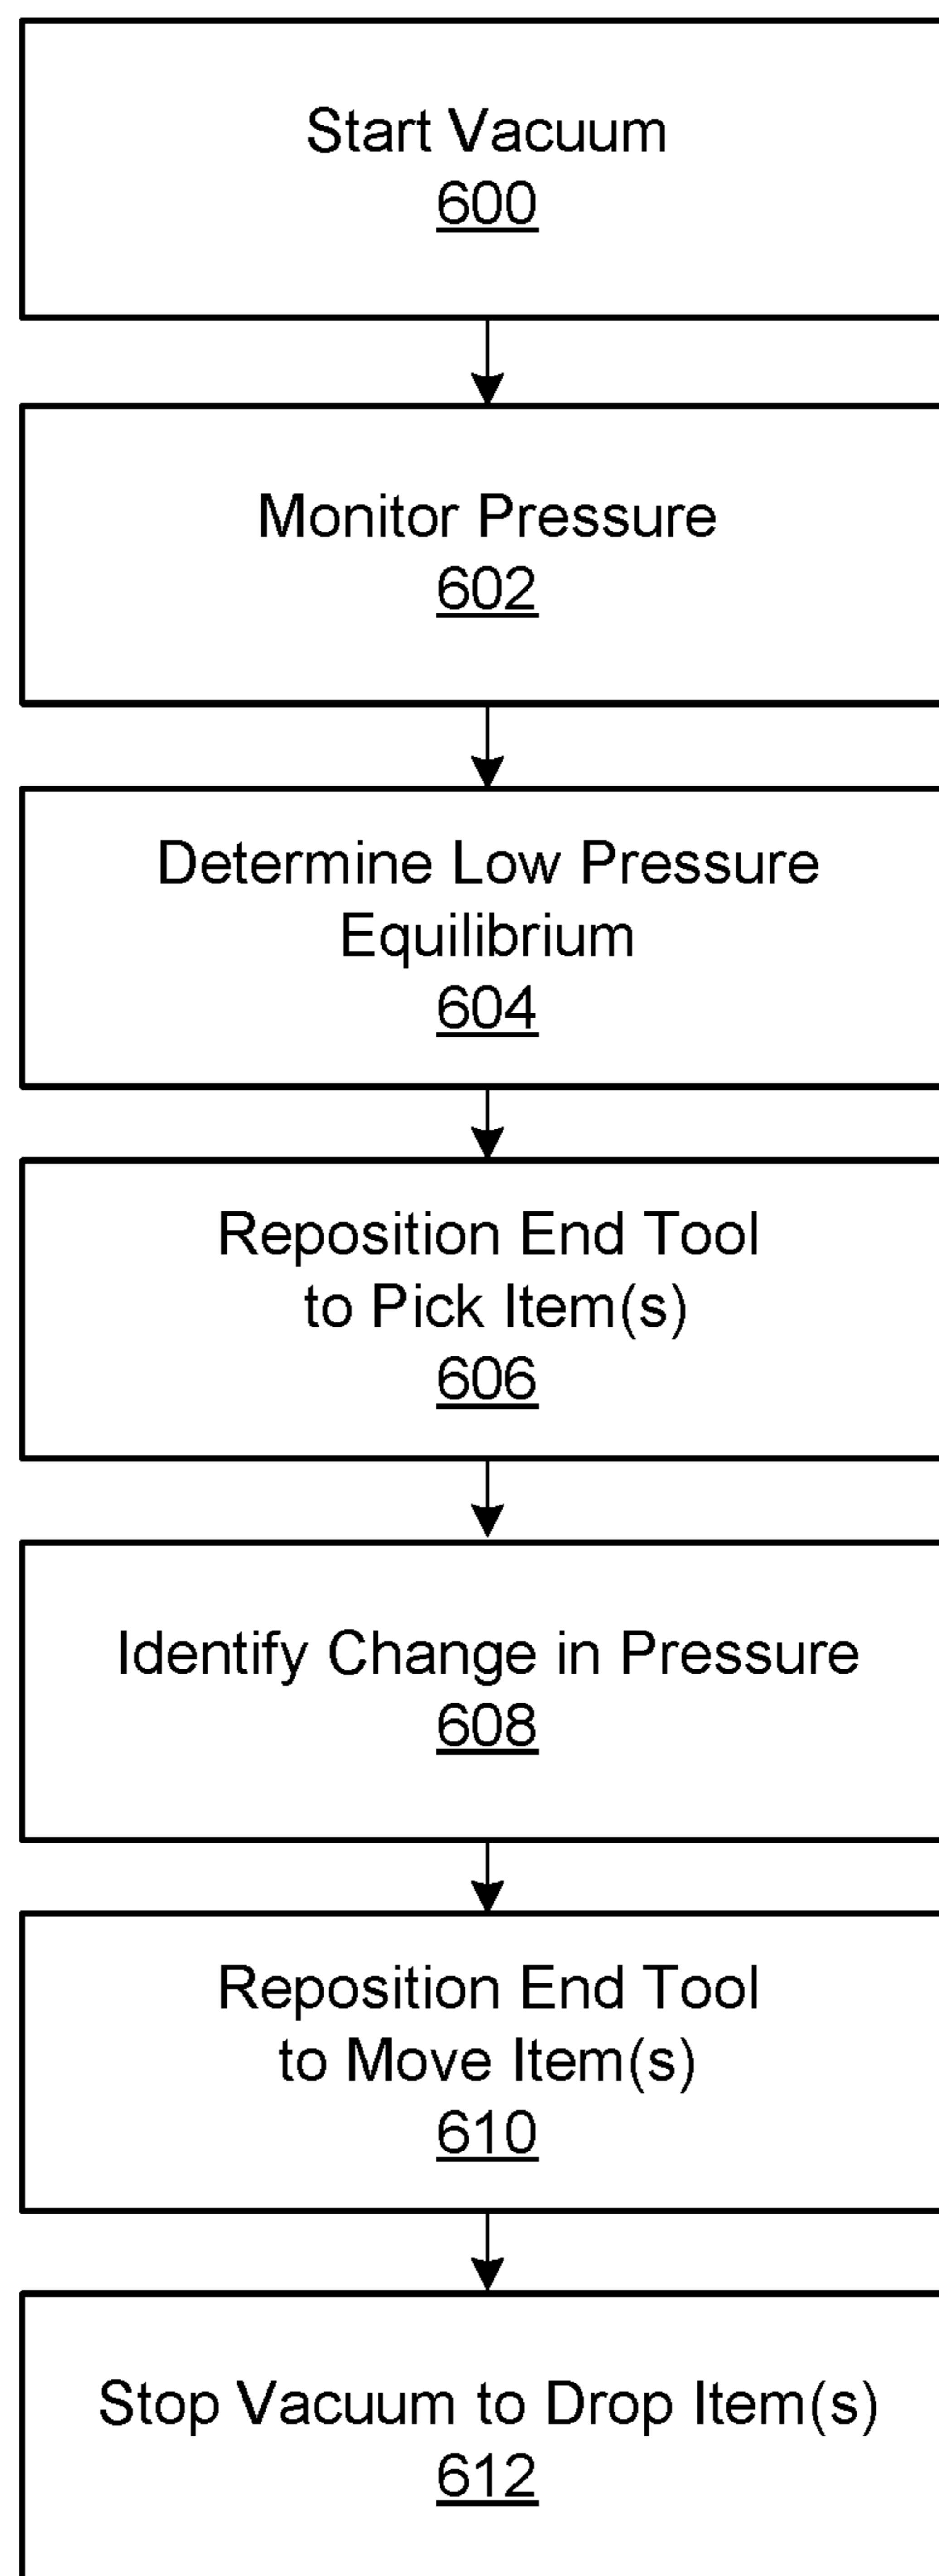 Start Vacuum
600
Monitor Pressure
602
Determine Low Pressure
Equilibrium
604
Reposition End Tool
to Pick Item(s)
606
Identify Change in Pressure
608
Reposition End Tool
to Move Item(s)
610
Stop Vacuum to Drop Item(s)
612